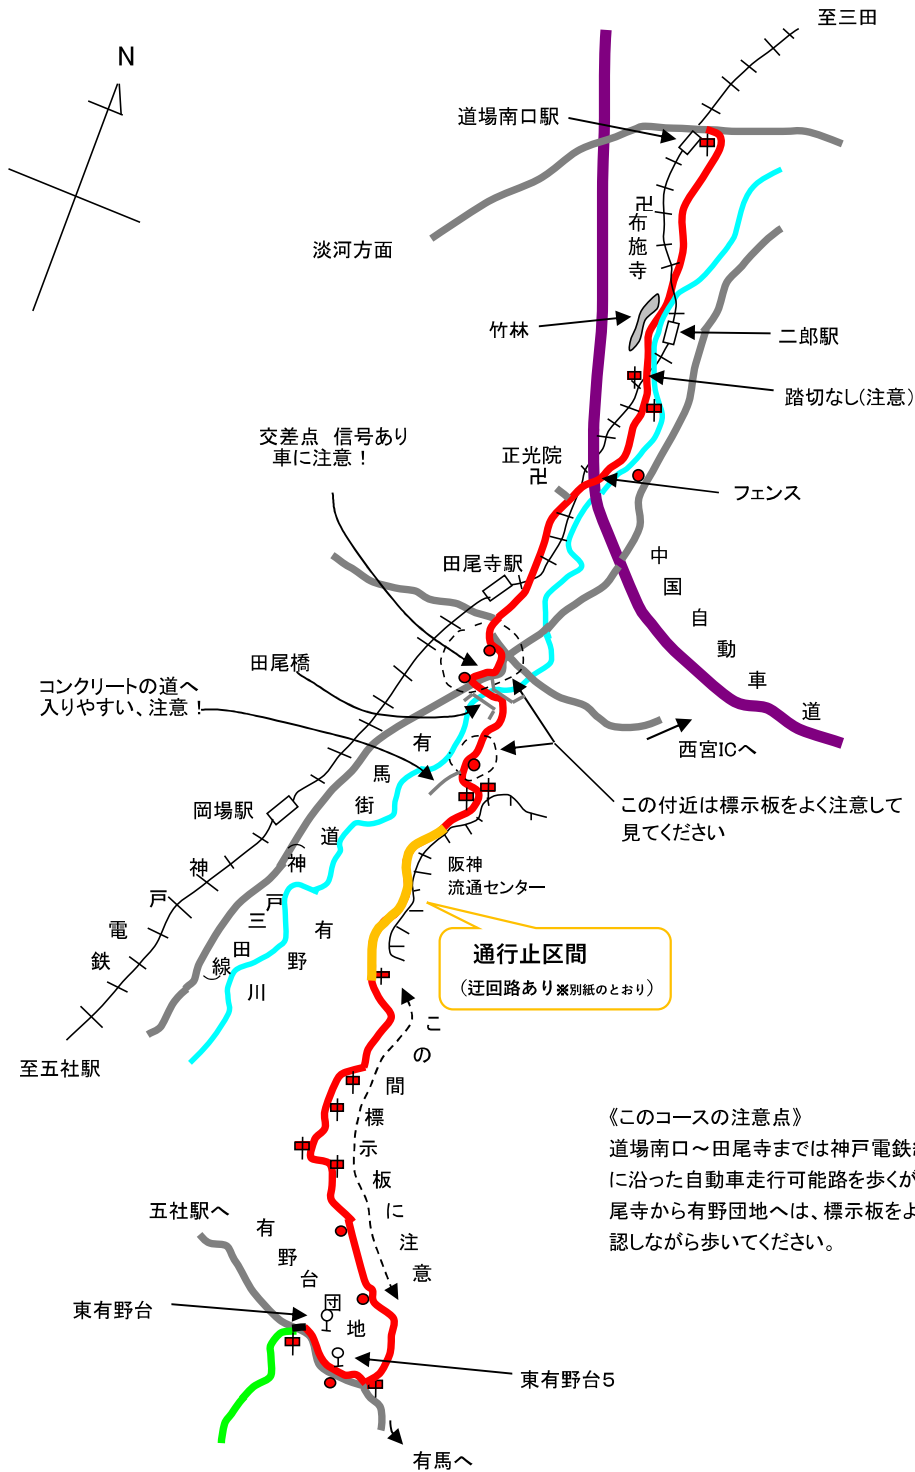 至三田
N
道場南口駅
卍布施寺
淡河方面
竹林
二郎駅
踏切なし(注意)
交差点　信号あり
車に注意！
正光院
卍
フェンス
田尾寺駅
中国自動車道
田尾橋
コンクリートの道へ
入りやすい、注意！
西宮ICへ
有馬街道
この付近は標示板をよく注意して
見てください
岡場駅
(神戸三田線)
阪神
流通センター
神戸電鉄
有野川
通行止区間
(迂回路あり※別紙のとおり)
至五社駅
この間標示板に注意
《このコースの注意点》
道場南口～田尾寺までは神戸電鉄
に沿った自動車走行可能路を歩くが
尾寺から有野団地へは、標示板をよ
認しながら歩いてください。
五社駅へ
有野台団地
東有野台
東有野台5
有馬へ